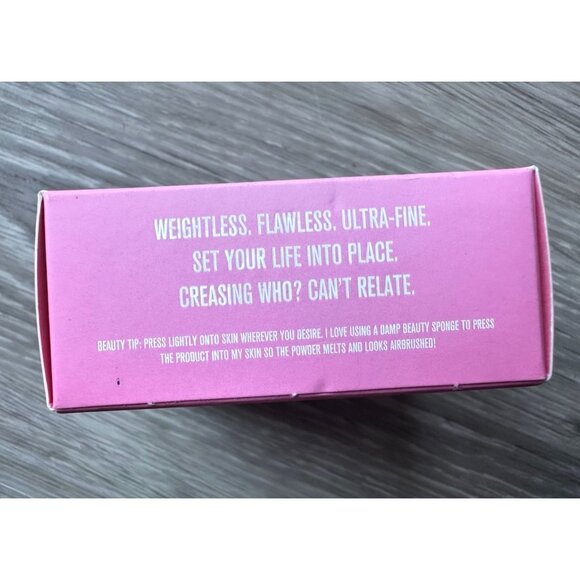 WEIGHTLESS. FLAWLESS. ULTRA-FINE.
SET YOUR LIFE INTO PLACE.
CREASING WHO? CAN'T RELATE.
BEAUTY TIP: PRESS LIGHTLY ONTO SKIN WHEREVER YOU DESIRE. I LOVE USING A DAMP BEAUTY SPONGE TO PRESS
THE PRODUCT INTO MY SKIN SO THE POWDER MELTS AND LOOKS AIRBRUSHED!